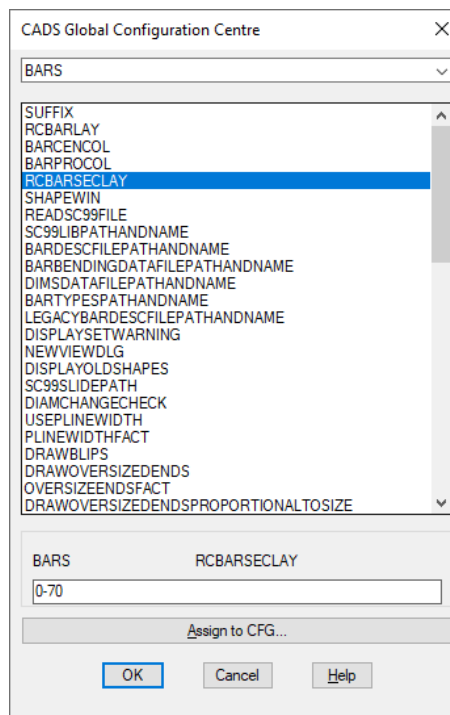 CADS Global Configuration Centre
BARS
SUFFIX
RCBARLAY
BARCENCOL
BARPROCOL
RCBARSECLAY
SHAPEWIN
READSC99FILE
SC99LIBPATHANDNAME
BARDESCFILEPATHANDNAME
BARBENDINGDATAFILEPATHANDNAME
DIMSDATAFILEPATHANDNAME
BARTYPESPATHANDNAME
LEGACYBARDESCFILEPATHANDNAME
DISPLAYSETWARNING
NEWVIEWDLG
DISPLAYOLDSHAPES
SC99SLIDEPATH
DIAMCHANGECHECK
USEPLINEWIDTH
PLINEWIDTHFACT
DRAWBLIPS
DRAWOVERSIZEDENDS
OVERSIZEENDSFACT
DRAWOVERSIZEDENDSPROPORTIONALTOSIZE
BARS RCBARSECLAY
0-70
Assign to CFG...
OK Cancel Help